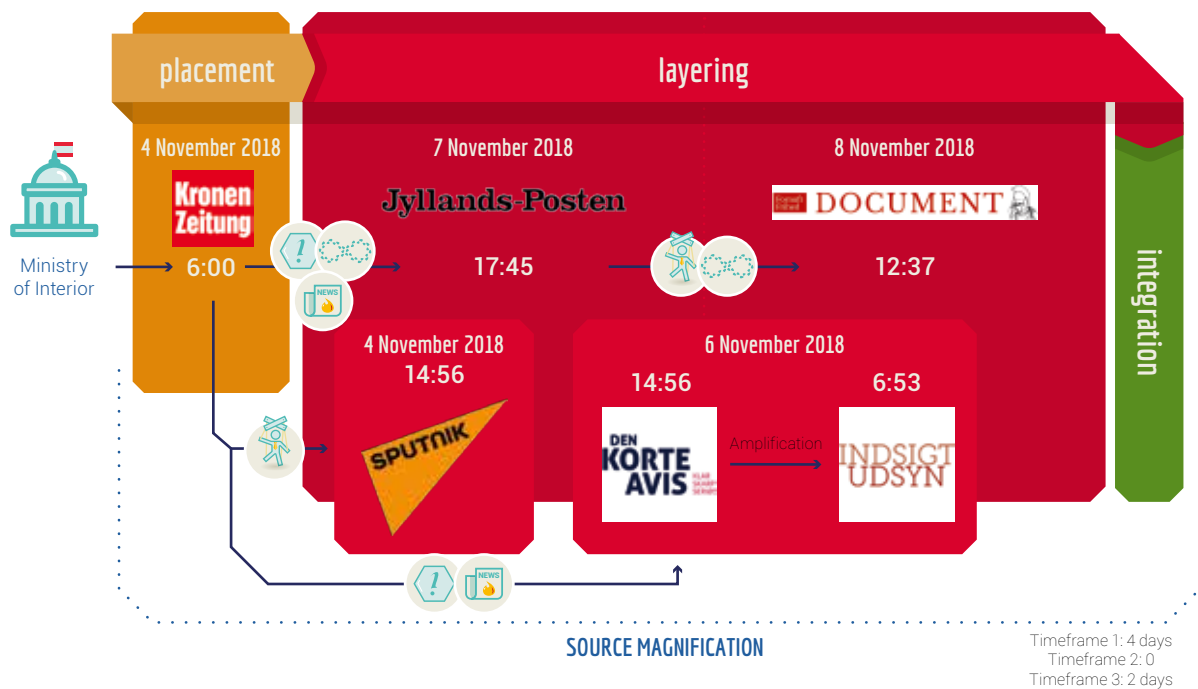 placement
layering
integration
4 November 2018
7 November 2018
8 November 2018
Kronen
Zeitung
Jyllands-Posten
DOCUMENT
Ministry
of Interior
6:00
17:45
12:37
!
NEWS
4 November 2018
14:56
SPUTNIK
6 November 2018
14:56
6:53
DEN
KORTE
AVIS
KLAR
SKARP
Amplification
INDSIGT
UDSYN
!
NEWS
SOURCE MAGNIFICATION
Timeframe 1: 4 days
Timeframe 2: 0
Timeframe 3: 2 days